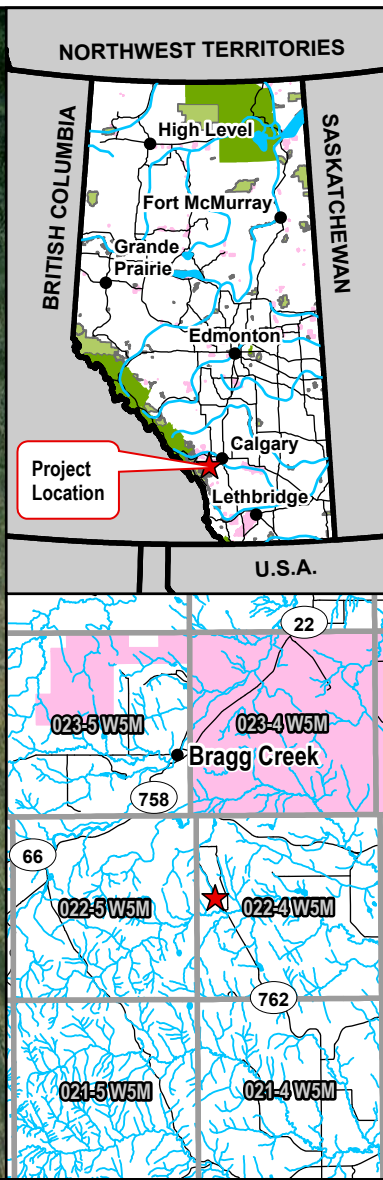 NORTHWEST TERRITORIES
BRITISH COLUMBIA
SASKATCHEWAN
High Level
Fort McMurray
Grande
Prairie
Edmonton
Project
Location
Calgary
Lethbridge
U.S.A.
22
023-5 W5M
023-4 W5M
Bragg Creek
758
66
022-5 W5M
022-4 W5M
762
021-5 W5M
021-4 W5M